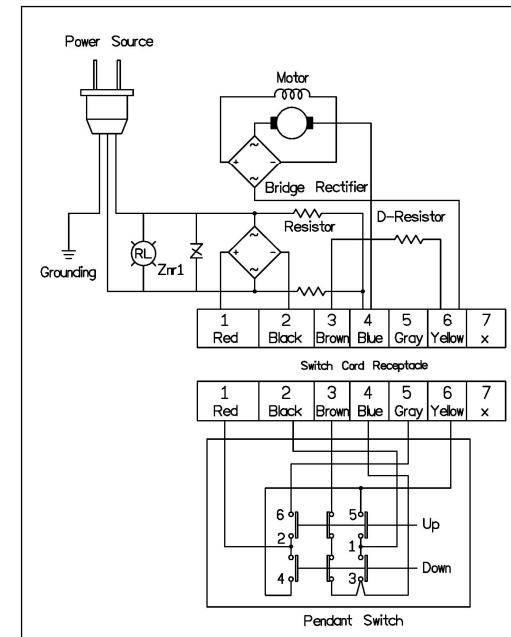 Power Source
Motor
Bridge Rectifier
Resistor
D-Resistor
RL
Znr1
Grounding
+ ~ - ~
+ ~ - ~
1 2 3 4 5 6 7
Red Black Brown Blue Gray Yellow x
Switch Cord Receptacle
1 2 3 4 5 6 7
Red Black Brown Blue Gray Yellow x
6 5
Up
2 1
Down
4 3
Pendant Switch